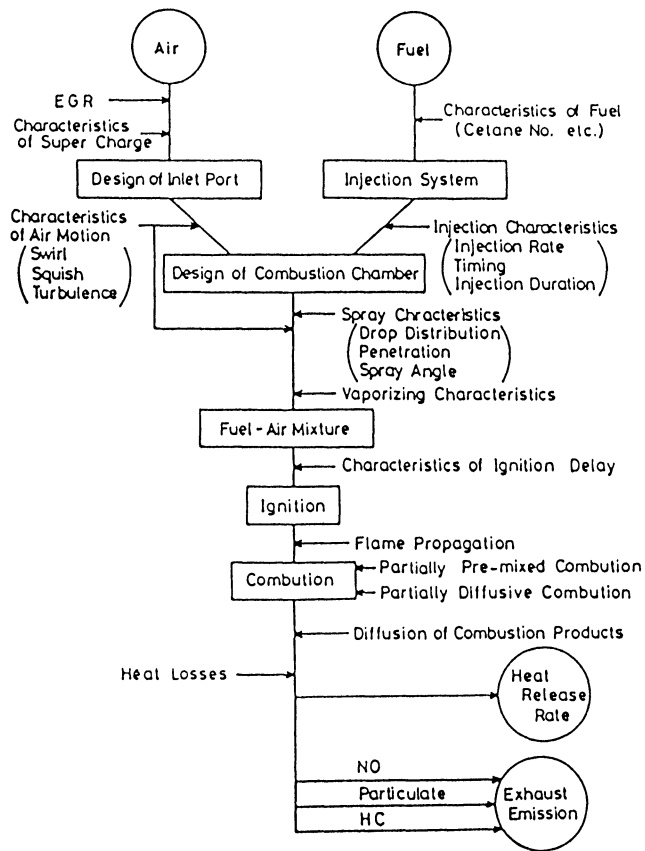 Air
Fuel
EGR
Characteristics
of Super Charge
Characteristics of Fuel
(Cetane No. etc.)
Design of Inlet Port
Injection System
Characteristics
of Air Motion
(Swirl
Squish
Turbulence)
Injection Characteristics
(Injection Rate
Timing
Injection Duration)
Design of Combustion Chamber
Spray Chracteristics
(Drop Distribution
Penetration
Spray Angle)
Vaporizing Characteristics
Fuel-Air Mixture
Characteristics of Ignition Delay
Ignition
Flame Propagation
Combution
Partially Pre-mixed Combution
Partially Diffusive Combution
Diffusion of Combustion Products
Heat Losses
Heat
Release
Rate
NO
Particulate
HC
Exhaust
Emission